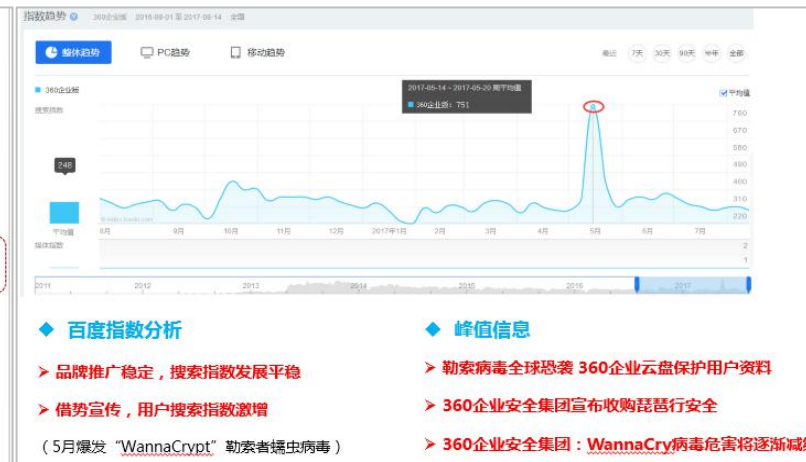 指数趋势 360企业版 2016-08-01 至 2017-08-14 全国
整体趋势 PC趋势 移动趋势 最近 7天 30天 90天 半年 全部
360企业版 2017-05-14 ~ 2017-05-20 周平均值 平均值
搜索指数 360企业版: 751
760
670
580
490
248
400
310
220
© index.baidu.com
平均值 8月 9月 10月 11月 12月 2017年1月 2月 3月 4月 5月 6月 7月
媒体指数 2
1
2011 2012 2013 2014 2015 2016 2017
◆ 百度指数分析 ◆ 峰值信息
➢ 品牌推广稳定，搜索指数发展平稳 ➢ 勒索病毒全球恐袭 360企业云盘保护用户资料
➢ 借势宣传，用户搜索指数激增 ➢ 360企业安全集团宣布收购琵琶行安全
（5月爆发“WannaCrypt”勒索者蠕虫病毒） ➢ 360企业安全集团：WannaCry病毒危害将逐渐减